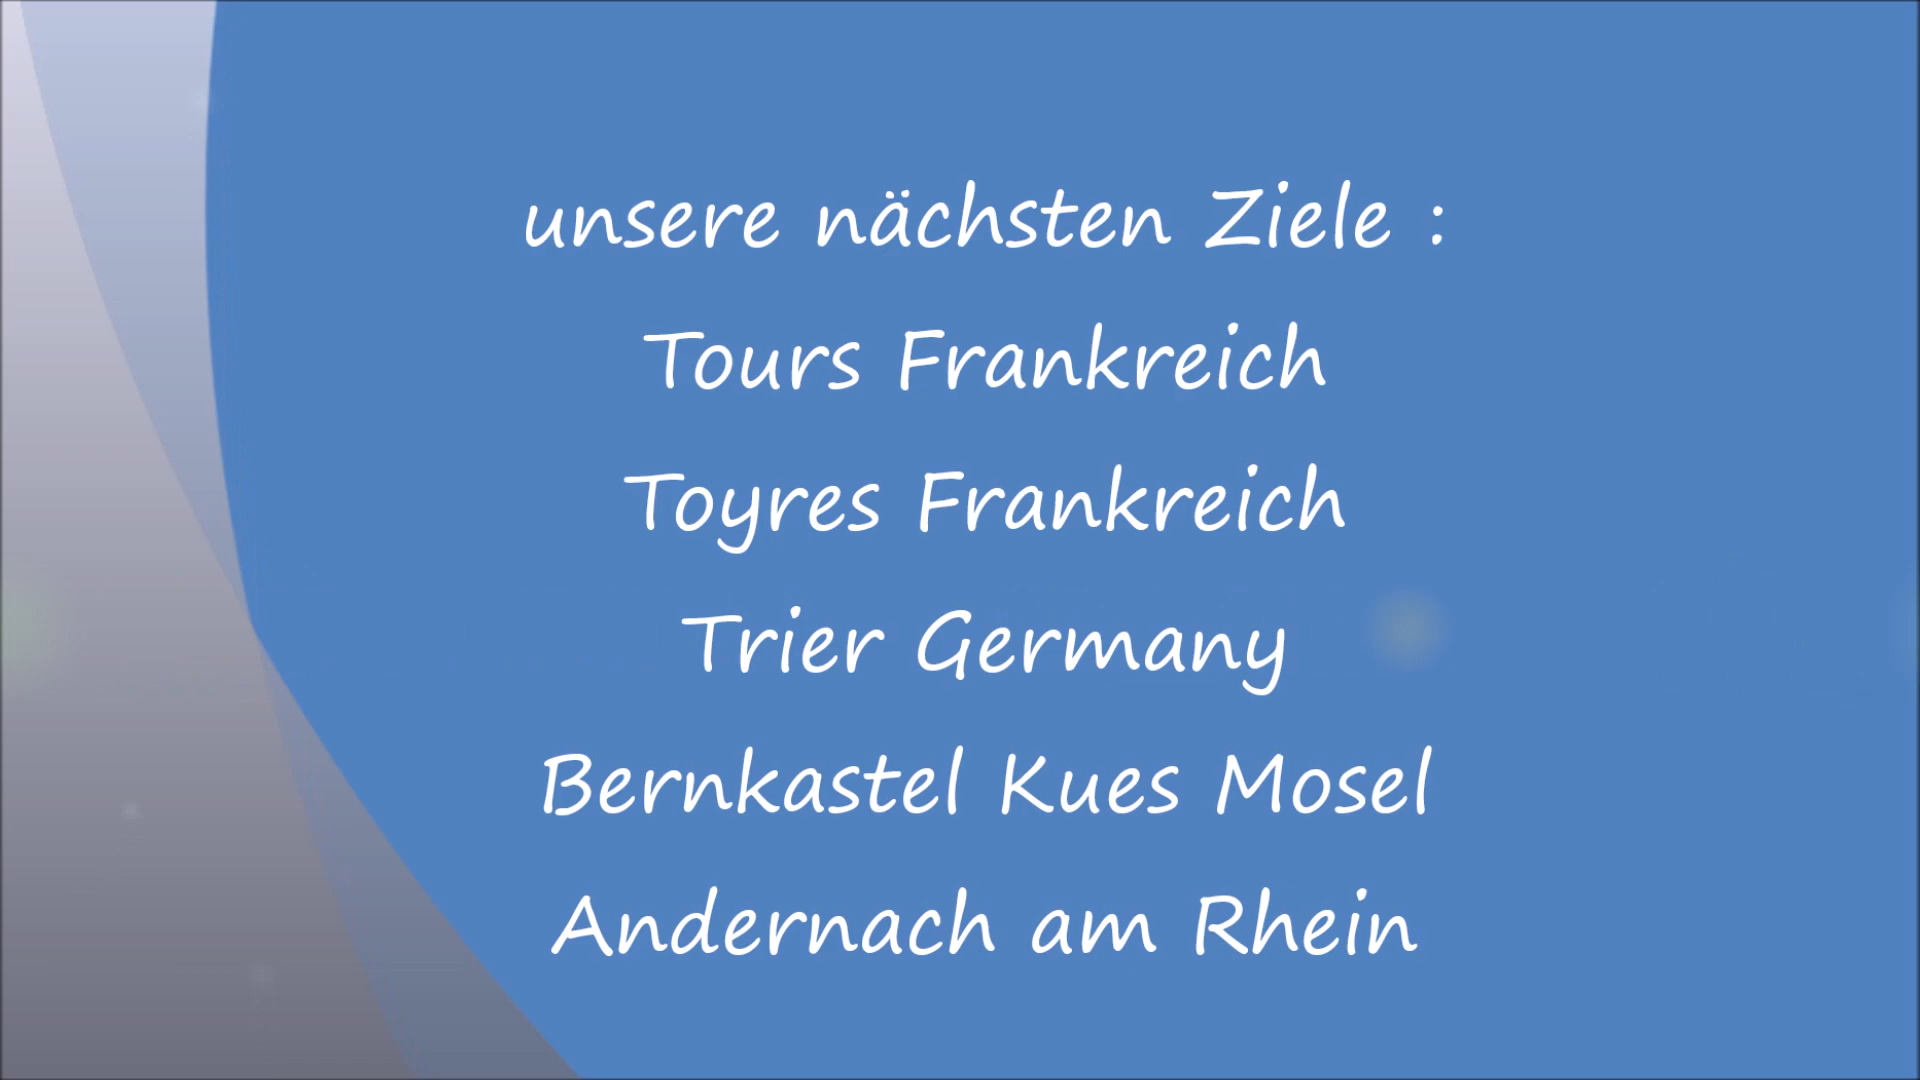 unsere nächsten Ziele :
Tours Frankreich
Toyres Frankreich
Trier Germany
Bernkastel Kues Mosel
Andernach am Rhein